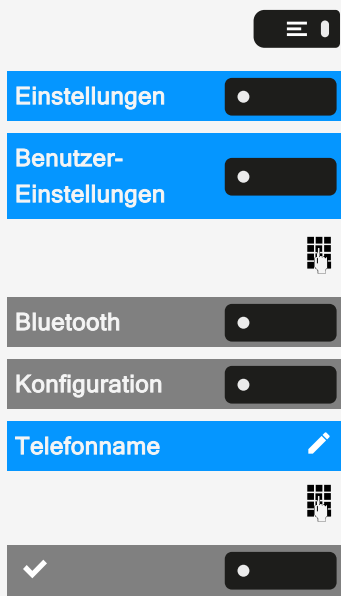 Einstellungen
Benutzer-
Einstellungen
Bluetooth
Konfiguration
Telefonname